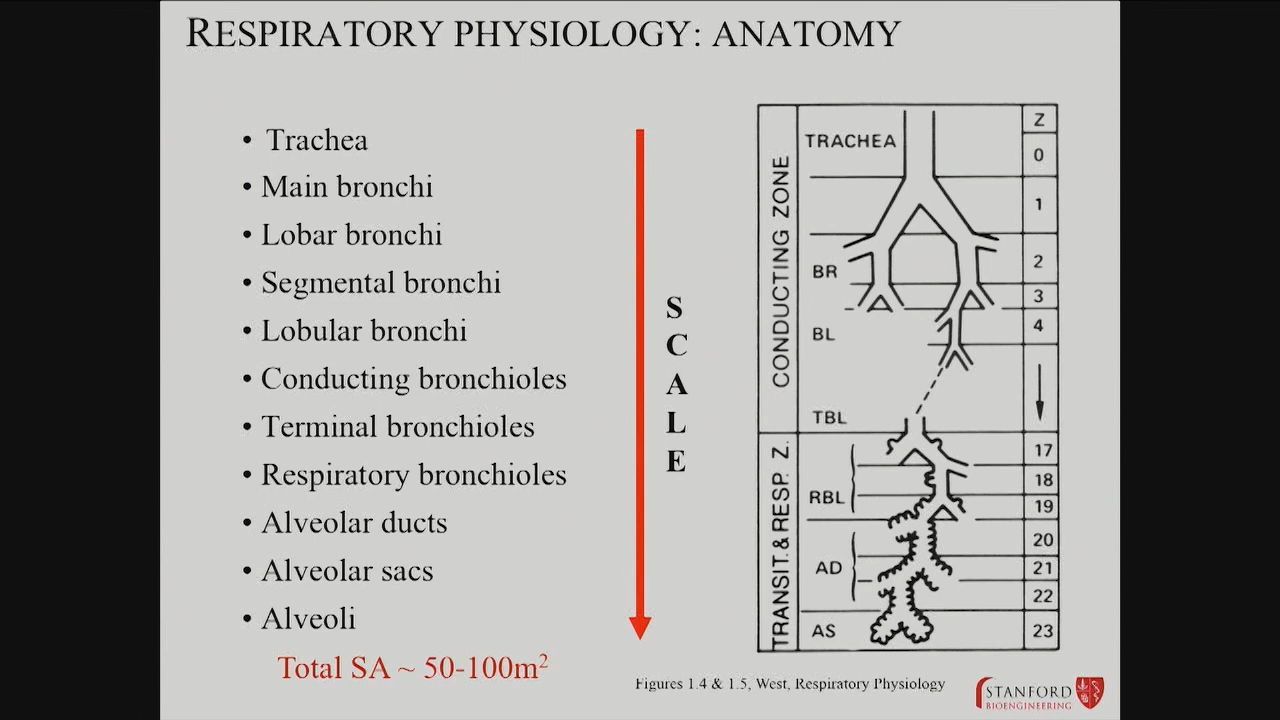 RESPIRATORY PHYSIOLOGY: ANATOMY
• Trachea
• Main bronchi
• Lobar bronchi
• Segmental bronchi
• Lobular bronchi
• Conducting bronchioles
• Terminal bronchioles
• Respiratory bronchioles
• Alveolar ducts
• Alveolar sacs
• Alveoli
Total SA ~ 50-100m²
S
C
A
L
E
CONDUCTING ZONE
TRANSIT. & RESP. Z.
TRACHEA
BR
BL
TBL
RBL
AD
AS
Z
0
1
2
3
4
17
18
19
20
21
22
23
Figures 1.4 & 1.5, West, Respiratory Physiology
STANFORD
BIOENGINEERING